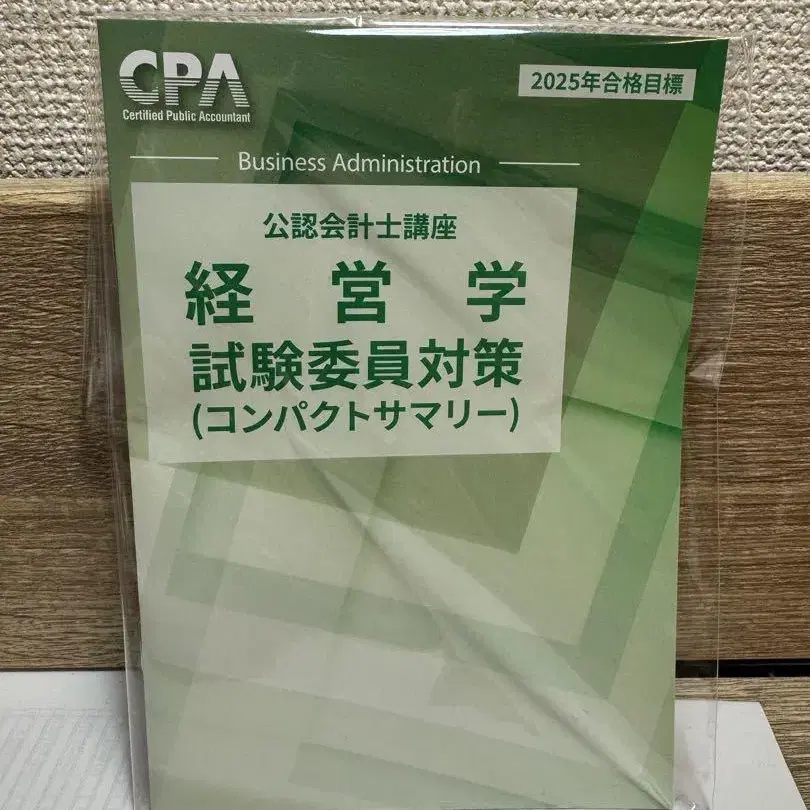 CPA
Certified Public Accountant
2025年合格目標
Business Administration
公認会計士講座
経営学
試験委員対策
(コンパクトサマリー)